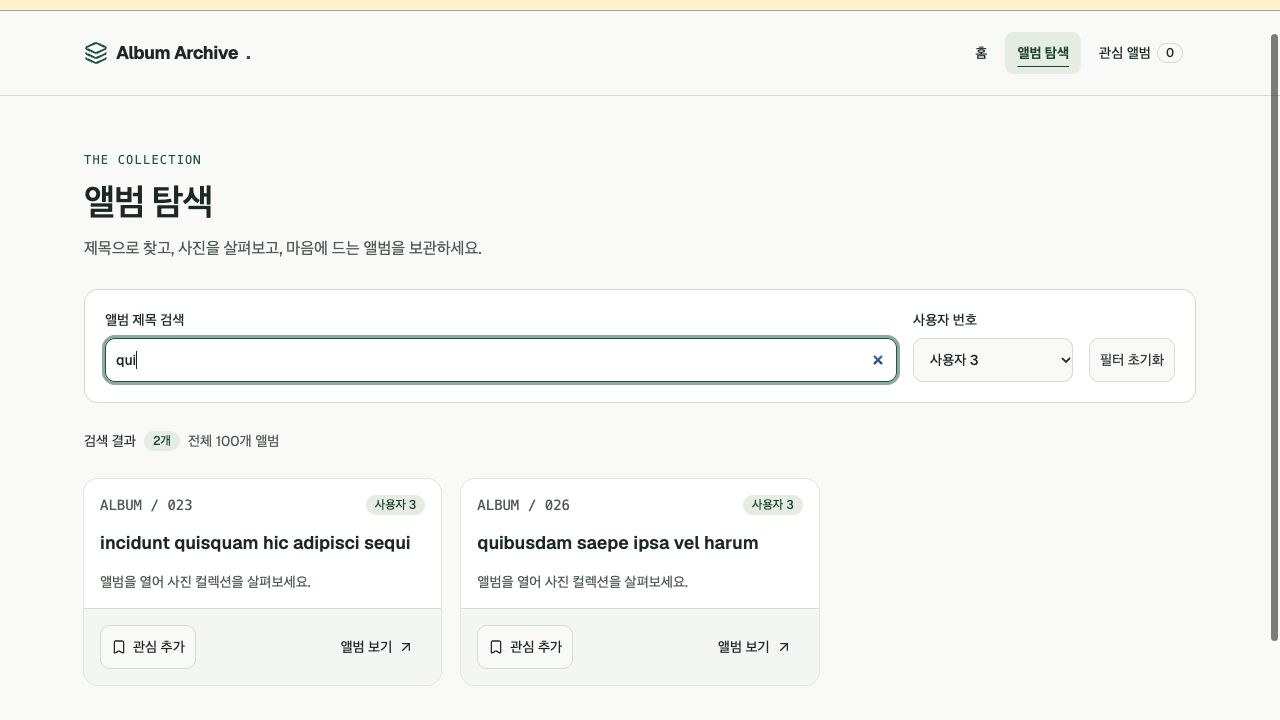 Album Archive .
홈
앨범 탐색
관심 앨범 0
THE COLLECTION
앨범 탐색
제목으로 찾고, 사진을 살펴보고, 마음에 드는 앨범을 보관하세요.
앨범 제목 검색
사용자 번호
qui
사용자 3
필터 초기화
검색 결과 2개 전체 100개 앨범
ALBUM / 023
사용자 3
incidunt quisquam hic adipisci sequi
앨범을 열어 사진 컬렉션을 살펴보세요.
관심 추가
앨범 보기
ALBUM / 026
사용자 3
quibusdam saepe ipsa vel harum
앨범을 열어 사진 컬렉션을 살펴보세요.
관심 추가
앨범 보기